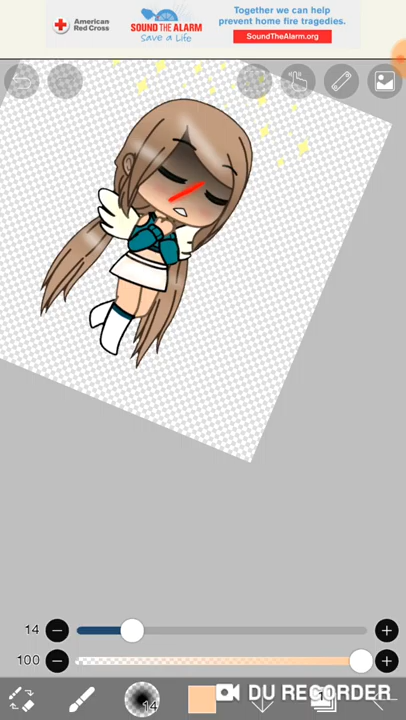 American
Red Cross
SOUND THE ALARM
Save a Life
Together we can help
prevent home fire tragedies.
SoundTheAlarm.org
14
100
14
DU RECORDER